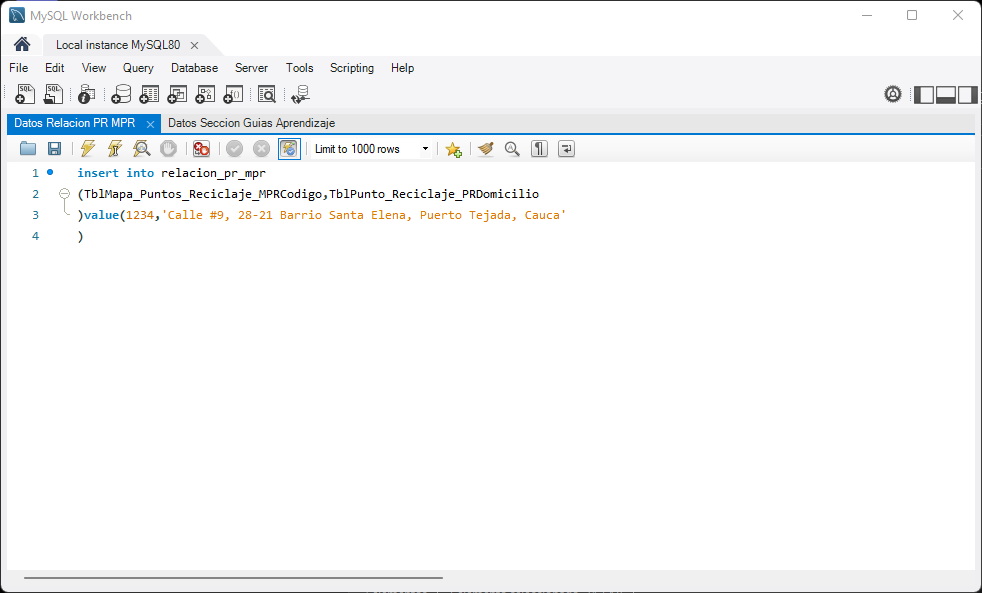 MySQL Workbench
Local instance MySQL80
File Edit View Query Database Server Tools Scripting Help
Datos Relacion PR MPR Datos Seccion Guias Aprendizaje
Limit to 1000 rows
1 insert into relacion_pr_mpr
2 (TblMapa_Puntos_Reciclaje_MPRCodigo,TblPunto_Reciclaje_PRDomicilio
3 )value(1234,'Calle #9, 28-21 Barrio Santa Elena, Puerto Tejada, Cauca'
4 )